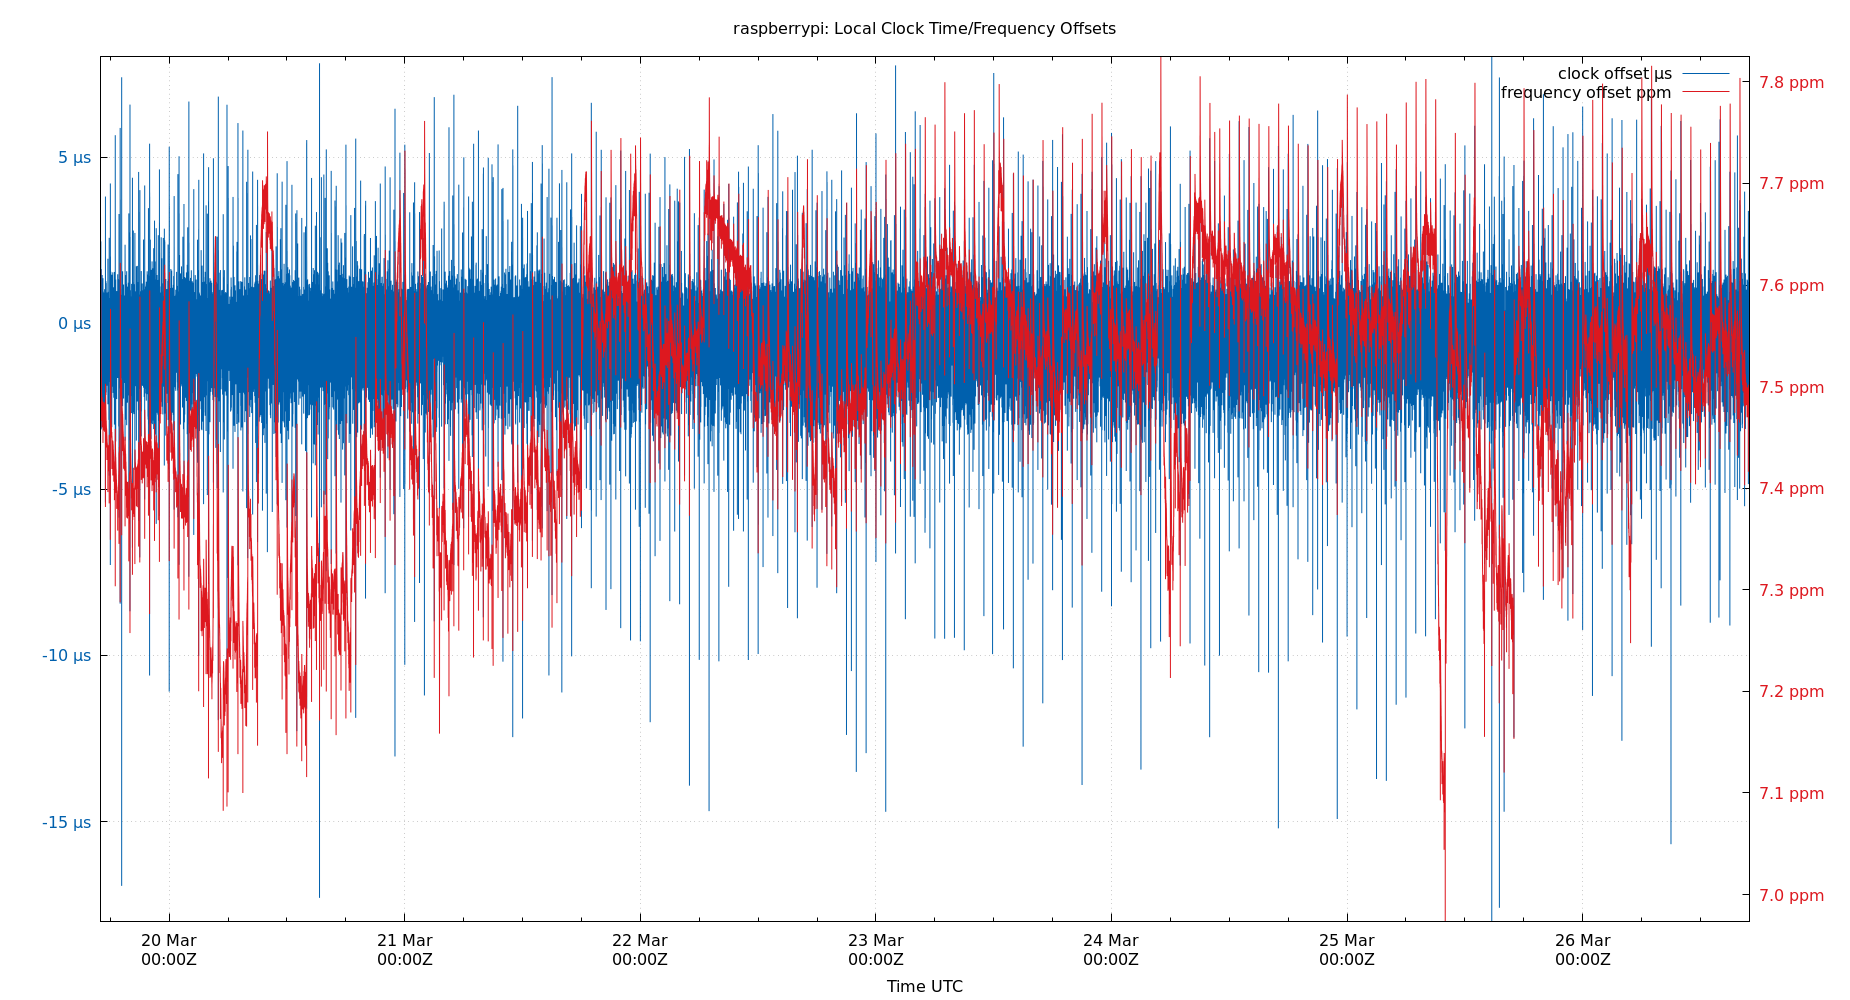 raspberrypi: Local Clock Time/Frequency Offsets
clock offset µs
frequency offset ppm
5 µs
0 µs
-5 µs
-10 µs
-15 µs
7.8 ppm
7.7 ppm
7.6 ppm
7.5 ppm
7.4 ppm
7.3 ppm
7.2 ppm
7.1 ppm
7.0 ppm
20 Mar
00:00Z
21 Mar
00:00Z
22 Mar
00:00Z
23 Mar
00:00Z
24 Mar
00:00Z
25 Mar
00:00Z
26 Mar
00:00Z
Time UTC